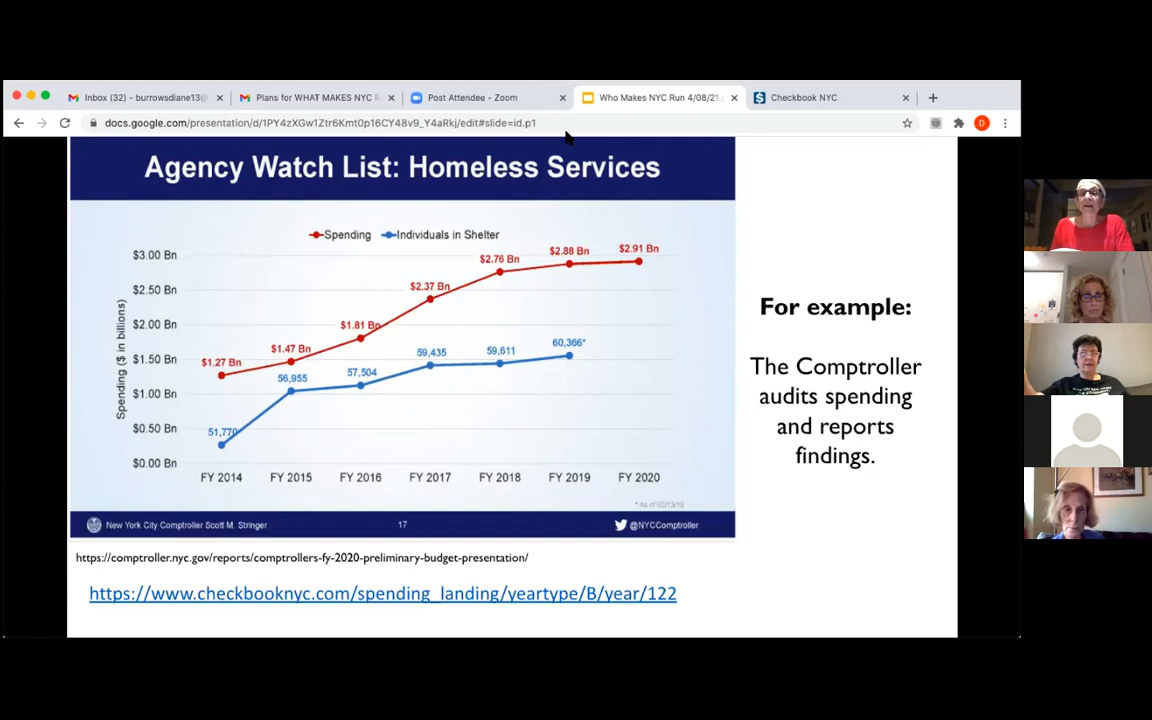 Inbox (32) - burrowsdiane13@
Plans for WHAT MAKES NYC R
Post Attendee - Zoom
Who Makes NYC Run 4/08/21.
Checkbook NYC
docs.google.com/presentation/d/1PY4zXGw1Ztr6Kmt0p16CY48v9_Y4aRkj/edit#slide=id.p1
D
Agency Watch List: Homeless Services
Spending Individuals in Shelter
Spending ($ in billions)
$3.00 Bn
$2.50 Bn
$2.00 Bn
$1.50 Bn
$1.00 Bn
$0.50 Bn
$0.00 Bn
$1.27 Bn
$1.47 Bn
$1.81 Bn
$2.37 Bn
$2.76 Bn
$2.88 Bn
$2.91 Bn
51,770
56,955
57,504
59,435
59,611
60,366*
FY 2014 FY 2015 FY 2016 FY 2017 FY 2018 FY 2019 FY 2020
New York City Comptroller Scott M. Stringer
17
@NYCComptroller
For example:
The Comptroller
audits spending
and reports
findings.
https://comptroller.nyc.gov/reports/comptrollers-fy-2020-preliminary-budget-presentation/
https://www.checkbooknyc.com/spending_landing/yeartype/B/year/122